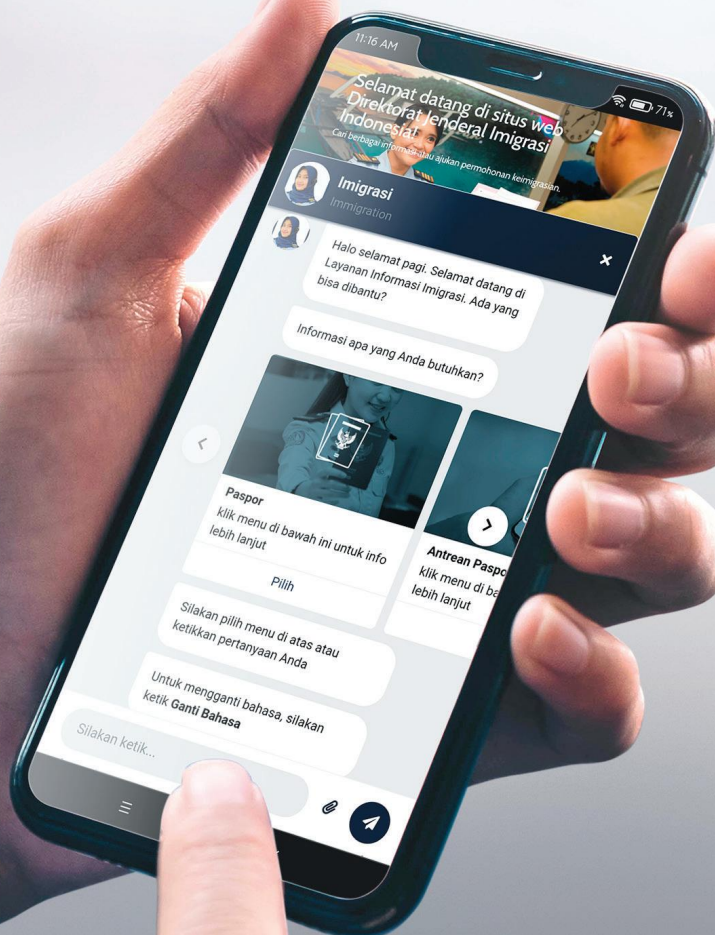 11:16 AM
71%
Selamat datang di situs web
Direktorat Jenderal Imigrasi
Indonesia!
Cari berbagai informasi atau ajukan permohonan keimigrasian.
Imigrasi
Immigration
Halo selamat pagi. Selamat datang di
Layanan Informasi Imigrasi. Ada yang
bisa dibantu?
Informasi apa yang Anda butuhkan?
Paspor
klik menu di bawah ini untuk info
lebih lanjut
Pilih
Antrean Paspo
klik menu di ba
lebih lanjut
Silakan pilih menu di atas atau
ketikkan pertanyaan Anda
Untuk mengganti bahasa, silakan
ketik Ganti Bahasa
Silakan ketik...